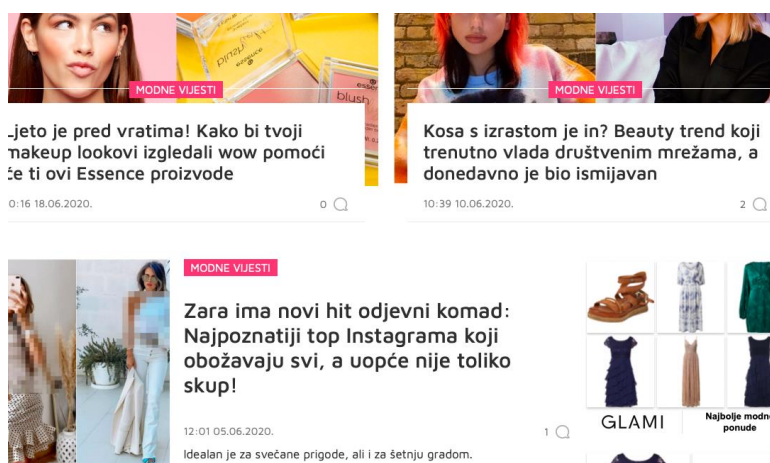 essence
blush
MODNE VIJESTI
Ljeto je pred vratima! Kako bi tvoji
makeup lookovi izgledali wow pomoći
će ti ovi Essence proizvode
0:16 18.06.2020.
0
MODNE VIJESTI
Kosa s izrastom je in? Beauty trend koji
trenutno vlada društvenim mrežama, a
donedavno je bio ismijavan
10:39 10.06.2020.
2
MODNE VIJESTI
Zara ima novi hit odjevni komad:
Najpoznatiji top Instagrama koji
obožavaju svi, a uopće nije toliko
skup!
12:01 05.06.2020.
1
Idealan je za svečane prigode, ali i za šetnju gradom.
GLAMI
Najbolje modne
ponude